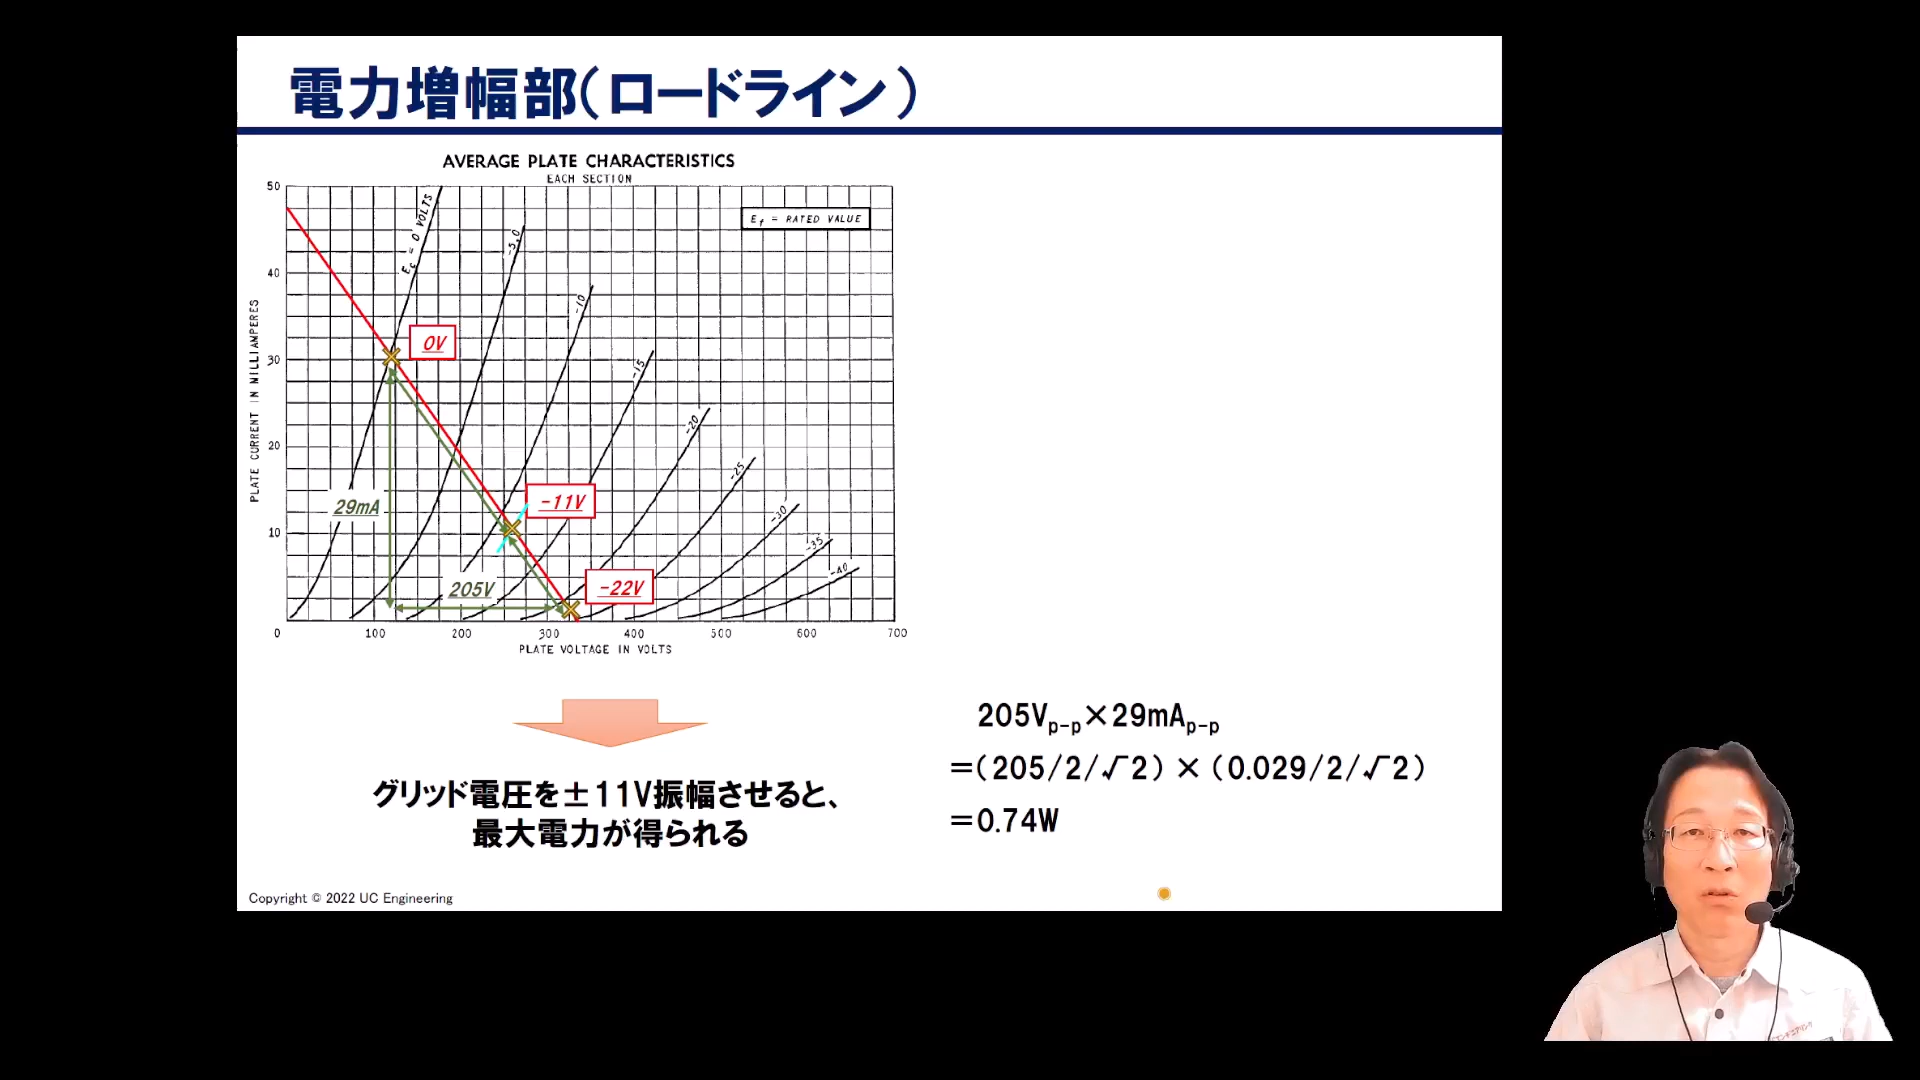 電力増幅部(ロードライン)
AVERAGE PLATE CHARACTERISTICS
EACH SECTION
Ef = RATED VALUE
50
40
30
20
10
0
100
200
300
400
500
600
700
PLATE CURRENT IN MILLIAMPERES
PLATE VOLTAGE IN VOLTS
Ec = 0 VOLTS
-5.0
-10
-15
-20
-25
-30
-35
-40
0V
-11V
-22V
29mA
205V
グリッド電圧を±11V振幅させると、
最大電力が得られる
205Vp-p×29mAp-p
=(205/2/√2)×(0.029/2/√2)
=0.74W
Copyright © 2022 UC Engineering